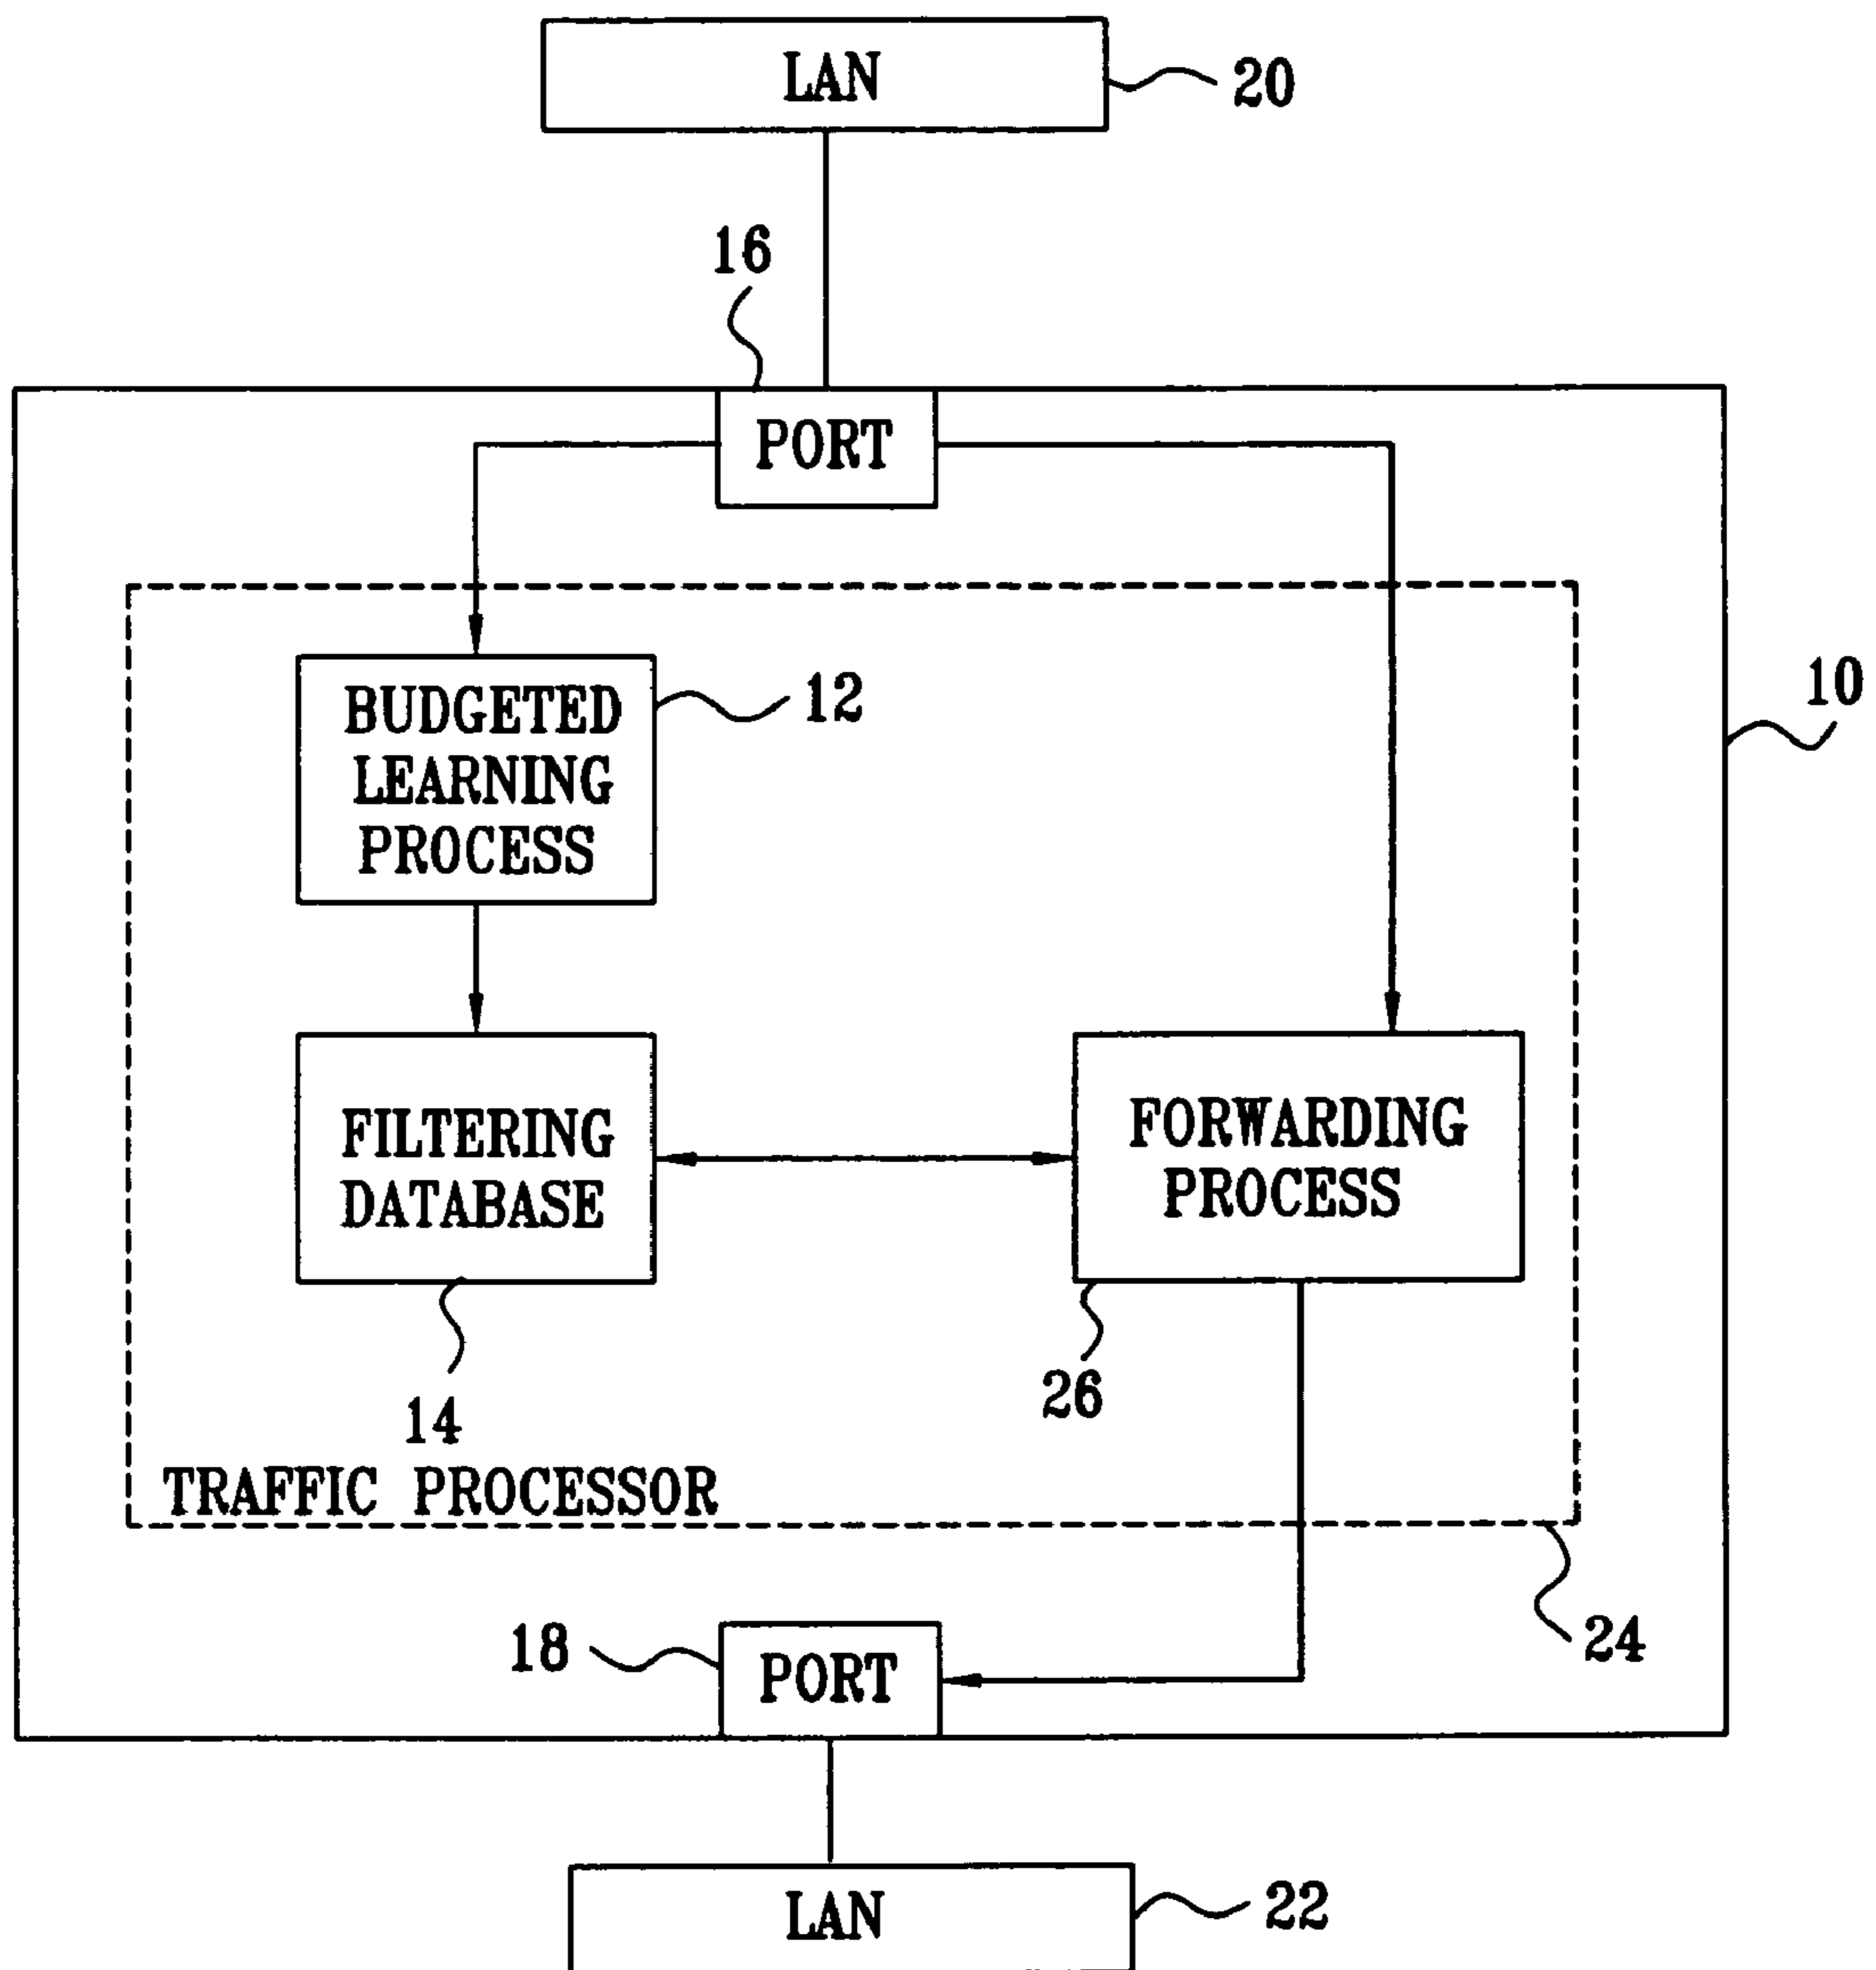 LAN
20
16
PORT
10
BUDGETED
LEARNING
PROCESS
12
FILTERING
DATABASE
FORWARDING
PROCESS
14
26
TRAFFIC PROCESSOR
24
18
PORT
LAN
22